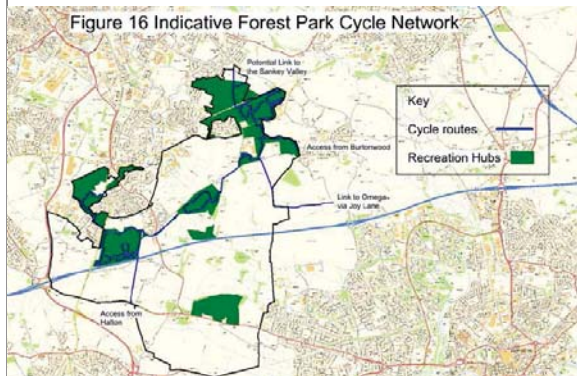 Figure 16 Indicative Forest Park Cycle Network
Potential Link to
the Sankey Valley
Key
Cycle routes
Recreation Hubs
Access from Burtonwood
Link to Omega
via Joy Lane
Access from
Halton